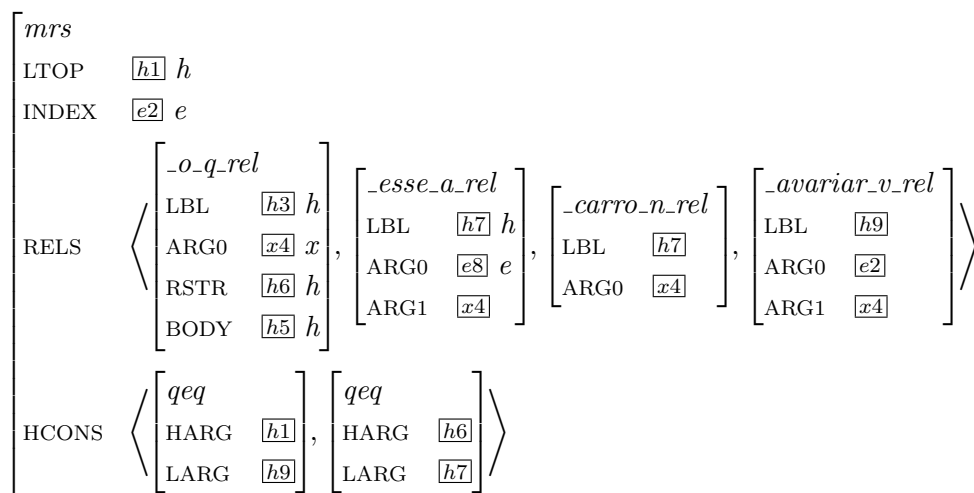 mrs
LTOP h1 h
INDEX e2 e
RELS ⟨ [ _o_q_rel LBL h3 h ARG0 x4 x RSTR h6 h BODY h5 h ], [ _esse_a_rel LBL h7 h ARG0 e8 e ARG1 x4 ], [ _carro_n_rel LBL h7 ARG0 x4 ], [ _avariar_v_rel LBL h9 ARG0 e2 ARG1 x4 ] ⟩
HCONS ⟨ [ qeq HARG h1 LARG h9 ], [ qeq HARG h6 LARG h7 ] ⟩